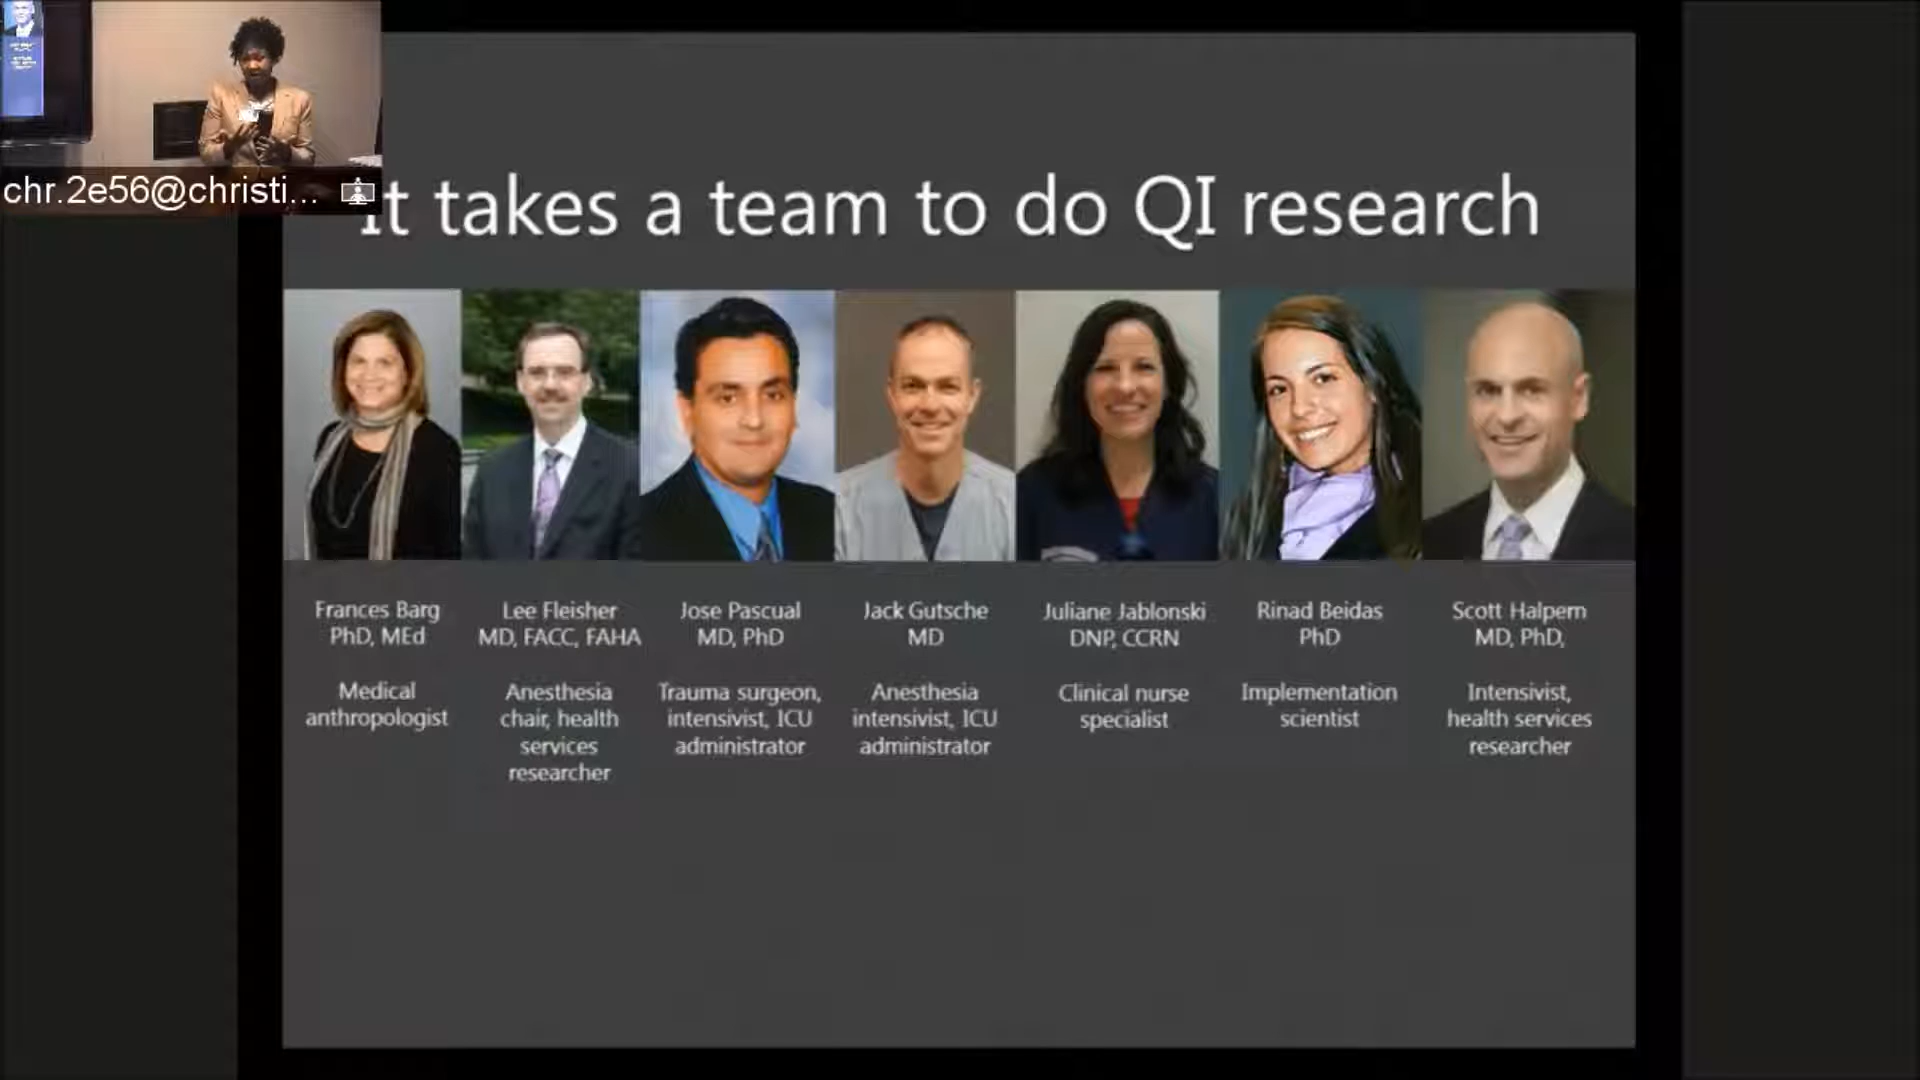 chr.2e56@christi...
It takes a team to do QI research
Frances Barg
PhD, MEd
Medical
anthropologist
Lee Fleisher
MD, FACC, FAHA
Anesthesia
chair, health
services
researcher
Jose Pascual
MD, PhD
Trauma surgeon,
intensivist, ICU
administrator
Jack Gutsche
MD
Anesthesia
intensivist, ICU
administrator
Juliane Jablonski
DNP, CCRN
Clinical nurse
specialist
Rinad Beidas
PhD
Implementation
scientist
Scott Halpern
MD, PhD,
Intensivist,
health services
researcher